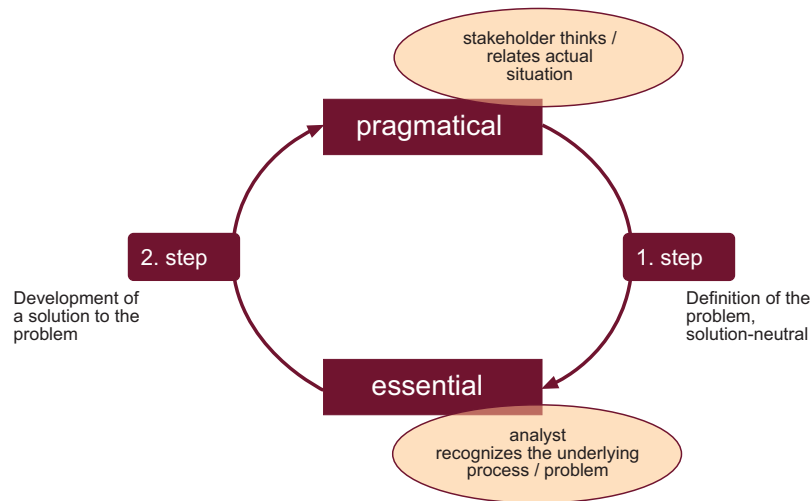 stakeholder thinks /
relates actual
situation
pragmatical
2. step
1. step
Development of
a solution to the
problem
Definition of the
problem,
solution-neutral
essential
analyst
recognizes the underlying
process / problem